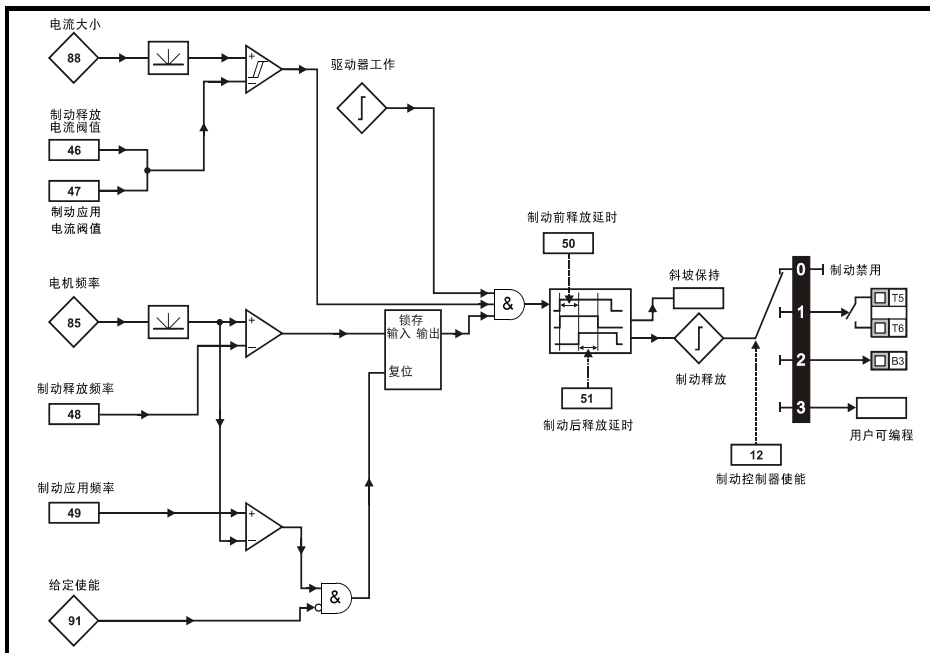 电流大小
88
+
−
驱动器工作
制动释放
电流阀值
46
47
制动应用
电流阀值
制动前释放延时
50
斜坡保持
0
制动禁用
电机频率
85
+
−
&
锁存
输入 输出
复位
1
T5
T6
制动释放
2
B3
制动释放频率
48
51
制动后释放延时
3
用户可编程
12
制动控制器使能
制动应用频率
49
+
−
给定使能
91
&